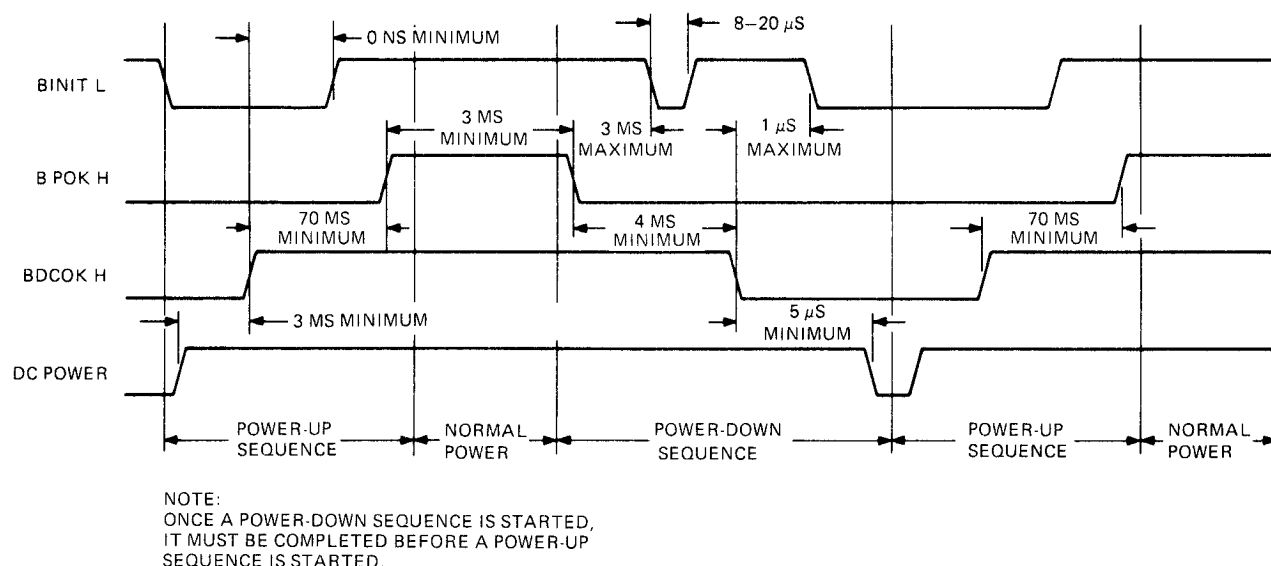 8–20 μS
0 NS MINIMUM
BINIT L
3 MS
MINIMUM
3 MS
MAXIMUM
1 μS
MAXIMUM
B POK H
70 MS
MINIMUM
4 MS
MINIMUM
70 MS
MINIMUM
BDCOK H
3 MS MINIMUM
5 μS
MINIMUM
DC POWER
POWER-UP
SEQUENCE
NORMAL
POWER
POWER-DOWN
SEQUENCE
POWER-UP
SEQUENCE
NORMAL
POWER
NOTE:
ONCE A POWER-DOWN SEQUENCE IS STARTED,
IT MUST BE COMPLETED BEFORE A POWER-UP
SEQUENCE IS STARTED.